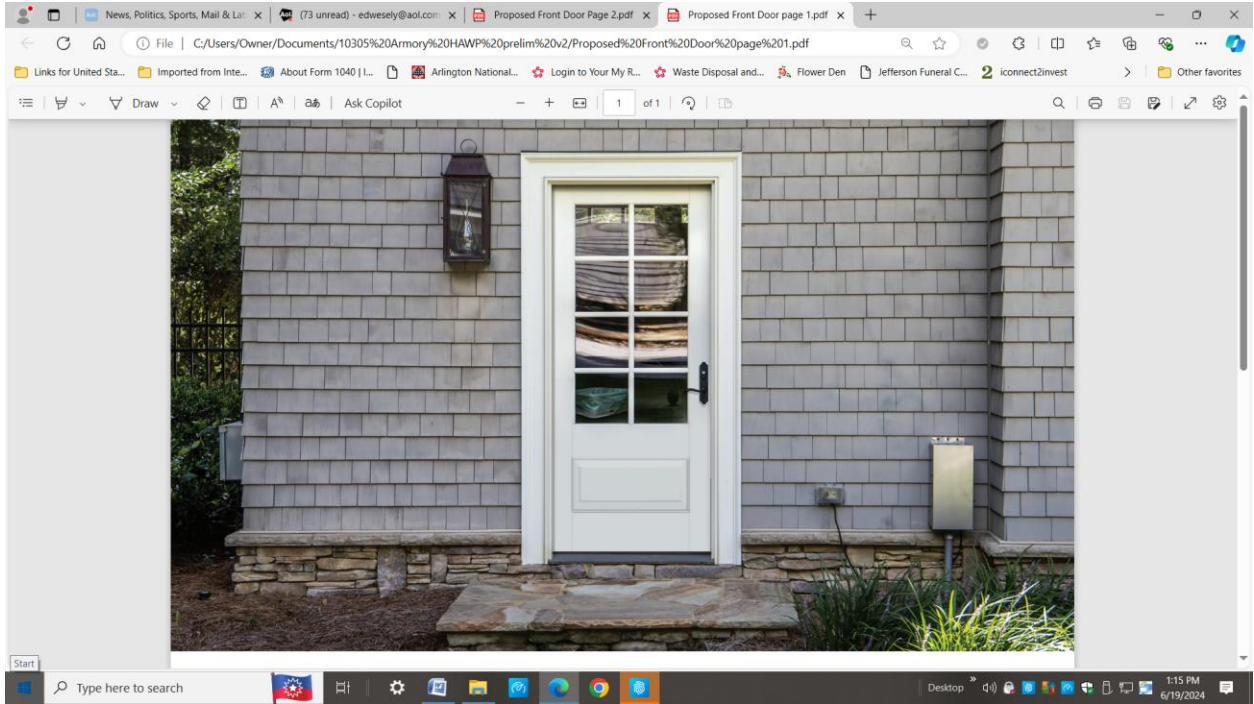 News, Politics, Sports, Mail & Lat
Aol. (73 unread) - edwesely@aol.com
Proposed Front Door Page 2.pdf
Proposed Front Door page 1.pdf
File C:/Users/Owner/Documents/10305%20Armory%20HAWP%20prelim%20v2/Proposed%20Front%20Door%20page%201.pdf
Links for United Sta... Imported from Inte... About Form 1040 | I... Arlington National... Login to Your My R... Waste Disposal and... Flower Den Jefferson Funeral C... 2 iconnect2invest Other favorites
Draw Ask Copilot 1 of 1
Start
Type here to search
Desktop
1:15 PM
6/19/2024